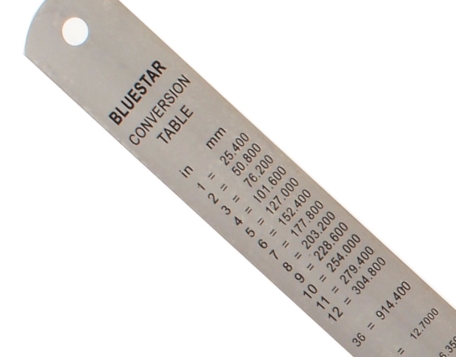 BLUESTAR
CONVERSION
TABLE
in mm
1 = 25.400
2 = 50.800
3 = 76.200
4 = 101.600
5 = 127.000
6 = 152.400
7 = 177.800
8 = 203.200
9 = 228.600
10 = 254.000
11 = 279.400
12 = 304.800
36 = 914.400
= 12.7000